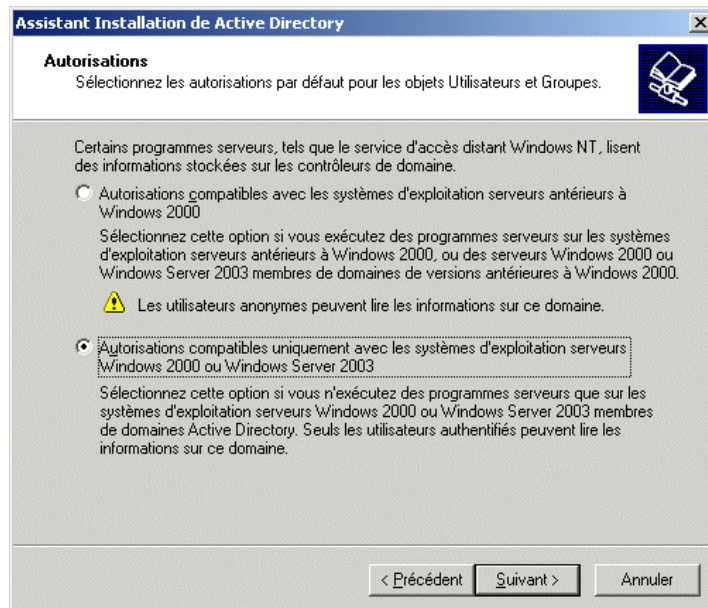 Assistant Installation de Active Directory
Autorisations
Sélectionnez les autorisations par défaut pour les objets Utilisateurs et Groupes.
Certains programmes serveurs, tels que le service d'accès distant Windows NT, lisent
des informations stockées sur les contrôleurs de domaine.
Autorisations compatibles avec les systèmes d'exploitation serveurs antérieurs à
Windows 2000
Sélectionnez cette option si vous exécutez des programmes serveurs sur les systèmes
d'exploitation serveurs antérieurs à Windows 2000, ou des serveurs Windows 2000 ou
Windows Server 2003 membres de domaines de versions antérieures à Windows 2000.
Les utilisateurs anonymes peuvent lire les informations sur ce domaine.
Autorisations compatibles uniquement avec les systèmes d'exploitation serveurs
Windows 2000 ou Windows Server 2003
Sélectionnez cette option si vous n'exécutez des programmes serveurs que sur les
systèmes d'exploitation serveurs Windows 2000 ou Windows Server 2003 membres
de domaines Active Directory. Seuls les utilisateurs authentifiés peuvent lire les
informations sur ce domaine.
< Précédent Suivant > Annuler